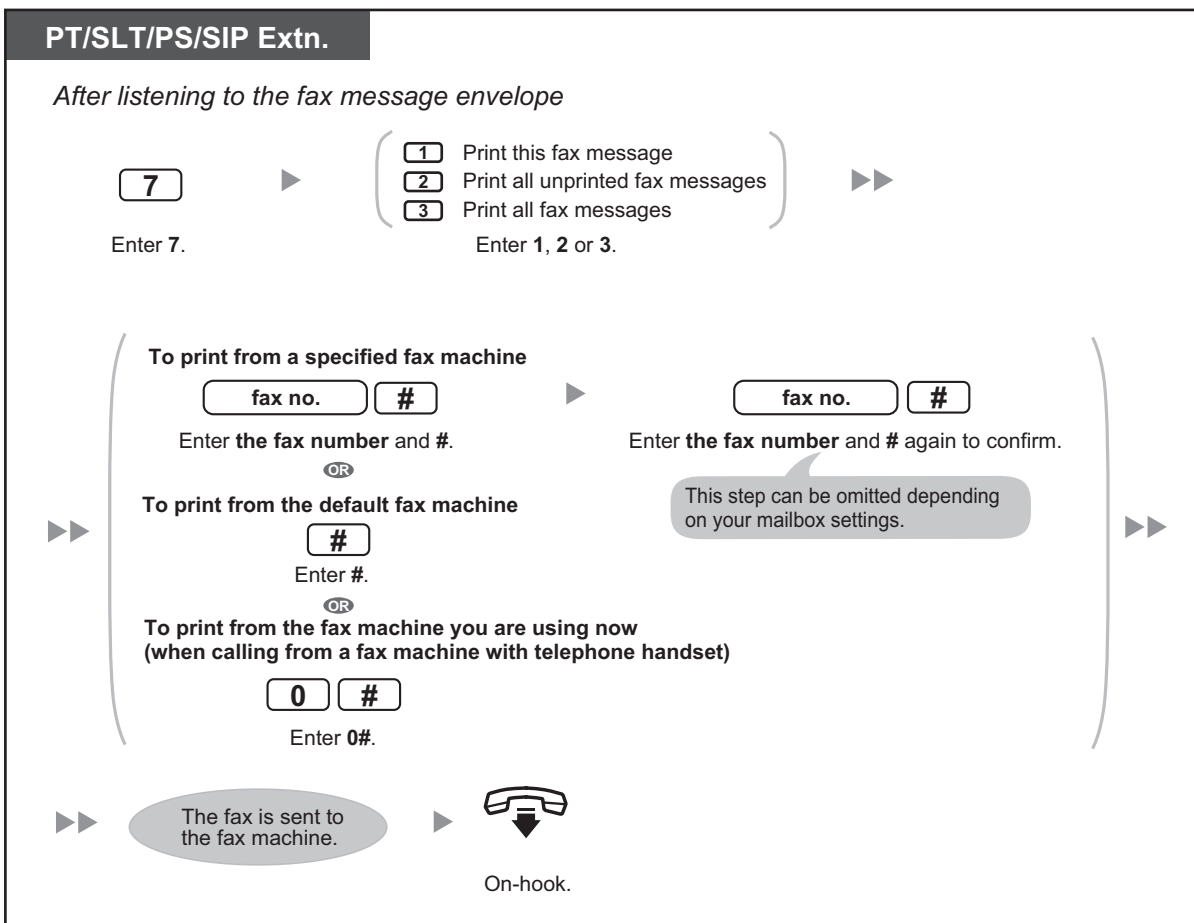 PT/SLT/PS/SIP Extn.
After listening to the fax message envelope
7
Enter 7.
1 Print this fax message
2 Print all unprinted fax messages
3 Print all fax messages
Enter 1, 2 or 3.
To print from a specified fax machine
fax no. #
Enter the fax number and #.
fax no. #
Enter the fax number and # again to confirm.
This step can be omitted depending
on your mailbox settings.
OR
To print from the default fax machine
#
Enter #.
OR
To print from the fax machine you are using now
(when calling from a fax machine with telephone handset)
0 #
Enter 0#.
The fax is sent to
the fax machine.
On-hook.